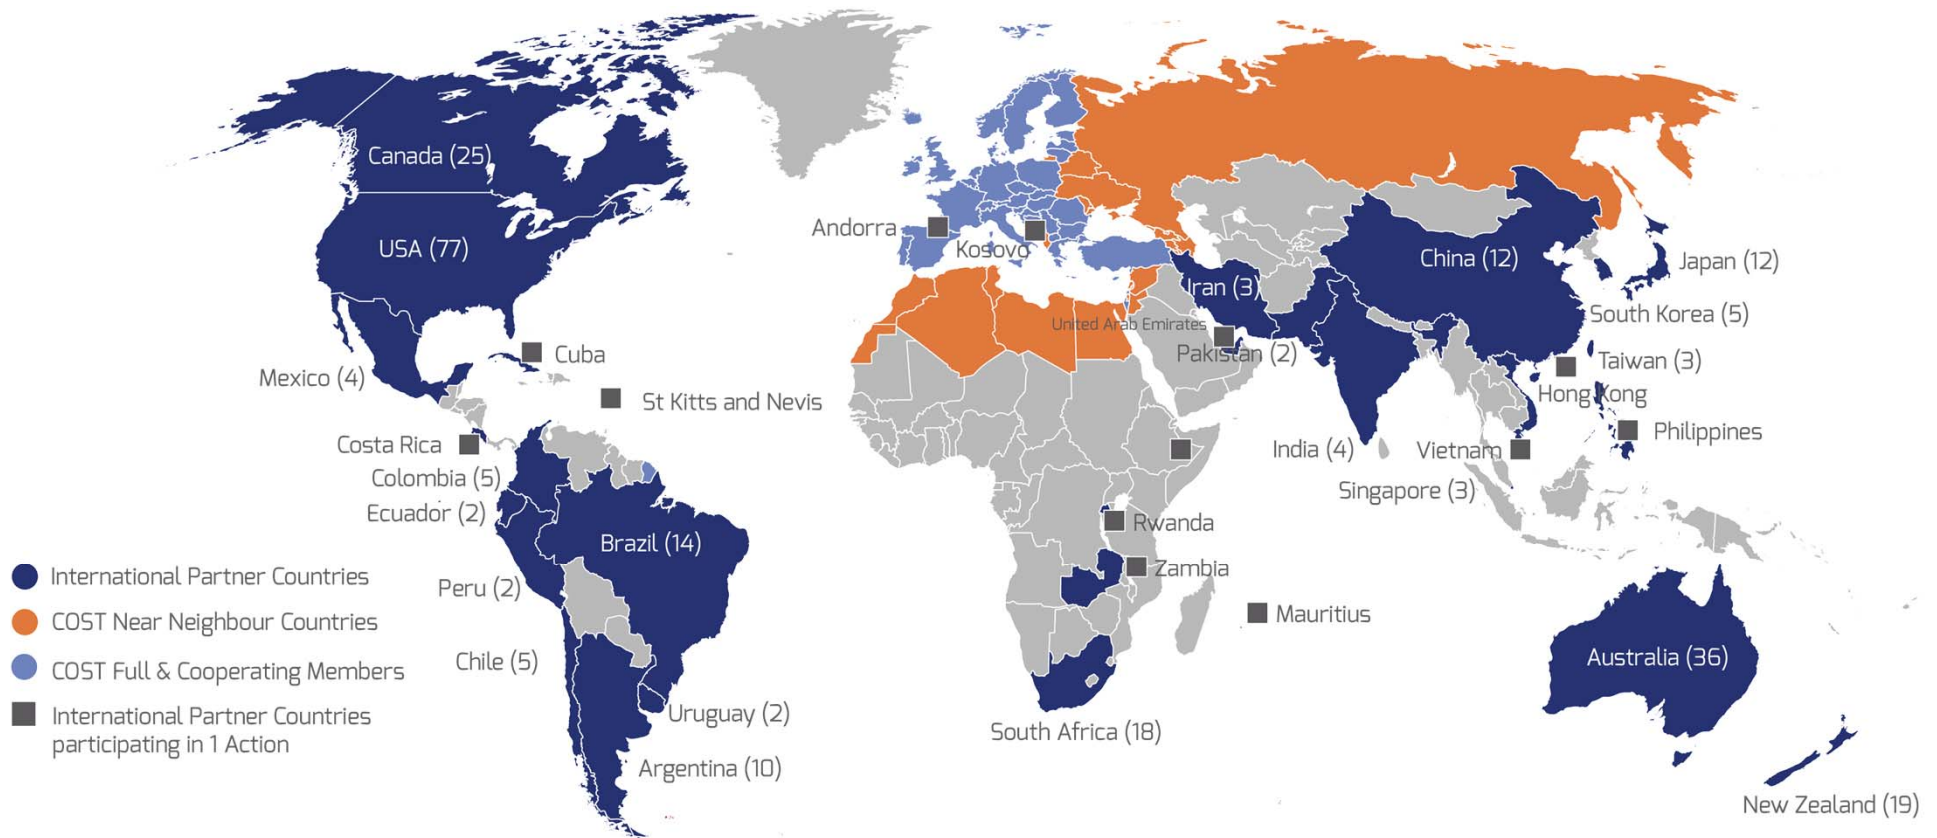 Canada (25)
USA (77)
Andorra
Kosovo
China (12)
Japan (12)
Iran (3)
South Korea (5)
United Arab Emirates
Pakistan (2)
Cuba
Taiwan (3)
Mexico (4)
Hong Kong
St Kitts and Nevis
Philippines
Costa Rica
India (4)
Vietnam
Colombia (5)
Singapore (3)
Ecuador (2)
Rwanda
Brazil (14)
Zambia
International Partner Countries
Peru (2)
Mauritius
COST Near Neighbour Countries
Chile (5)
Australia (36)
COST Full & Cooperating Members
Uruguay (2)
International Partner Countries
participating in 1 Action
South Africa (18)
Argentina (10)
New Zealand (19)